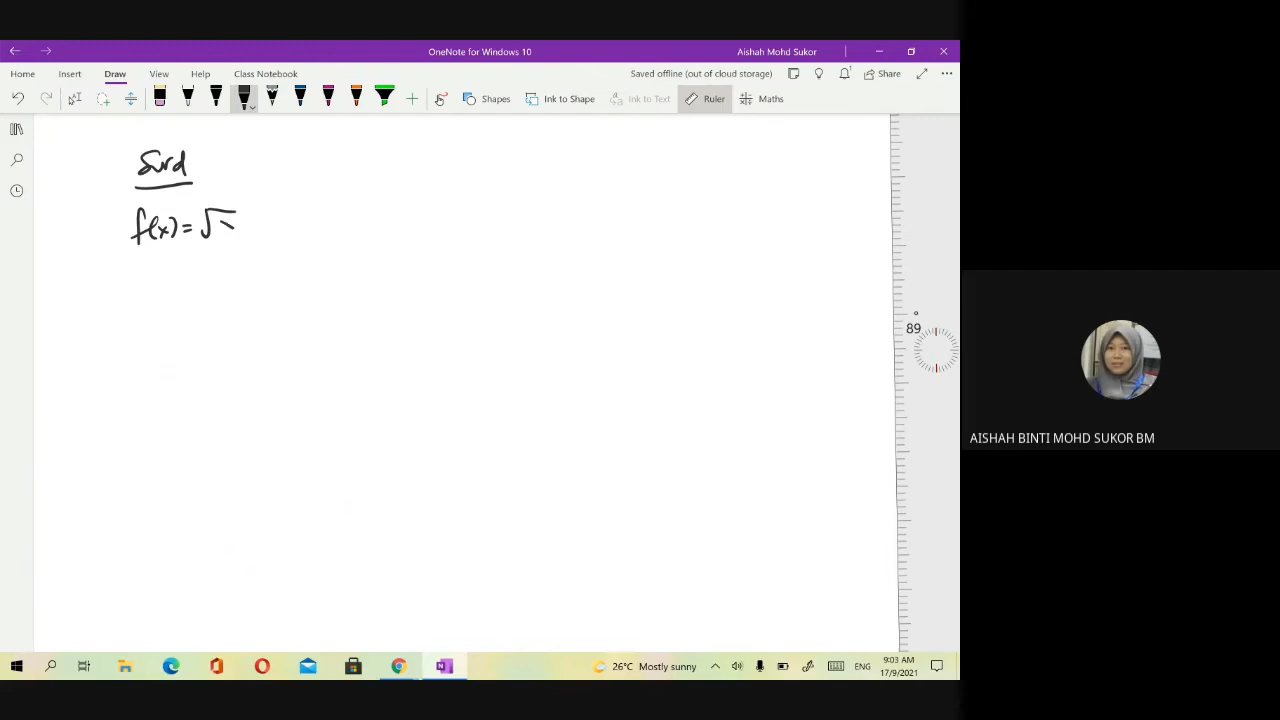 OneNote for Windows 10
Aishah Mohd Sukor
Home Insert Draw View Help Class Notebook
Saved offline (out of cloud storage)
Share
Shapes Ink to Shape Ink to Text Ruler Maths
Surd
f(x) = √
89°
AISHAH BINTI MOHD SUKOR BM
26°C Mostly sunny
ENG
9:03 AM
17/9/2021